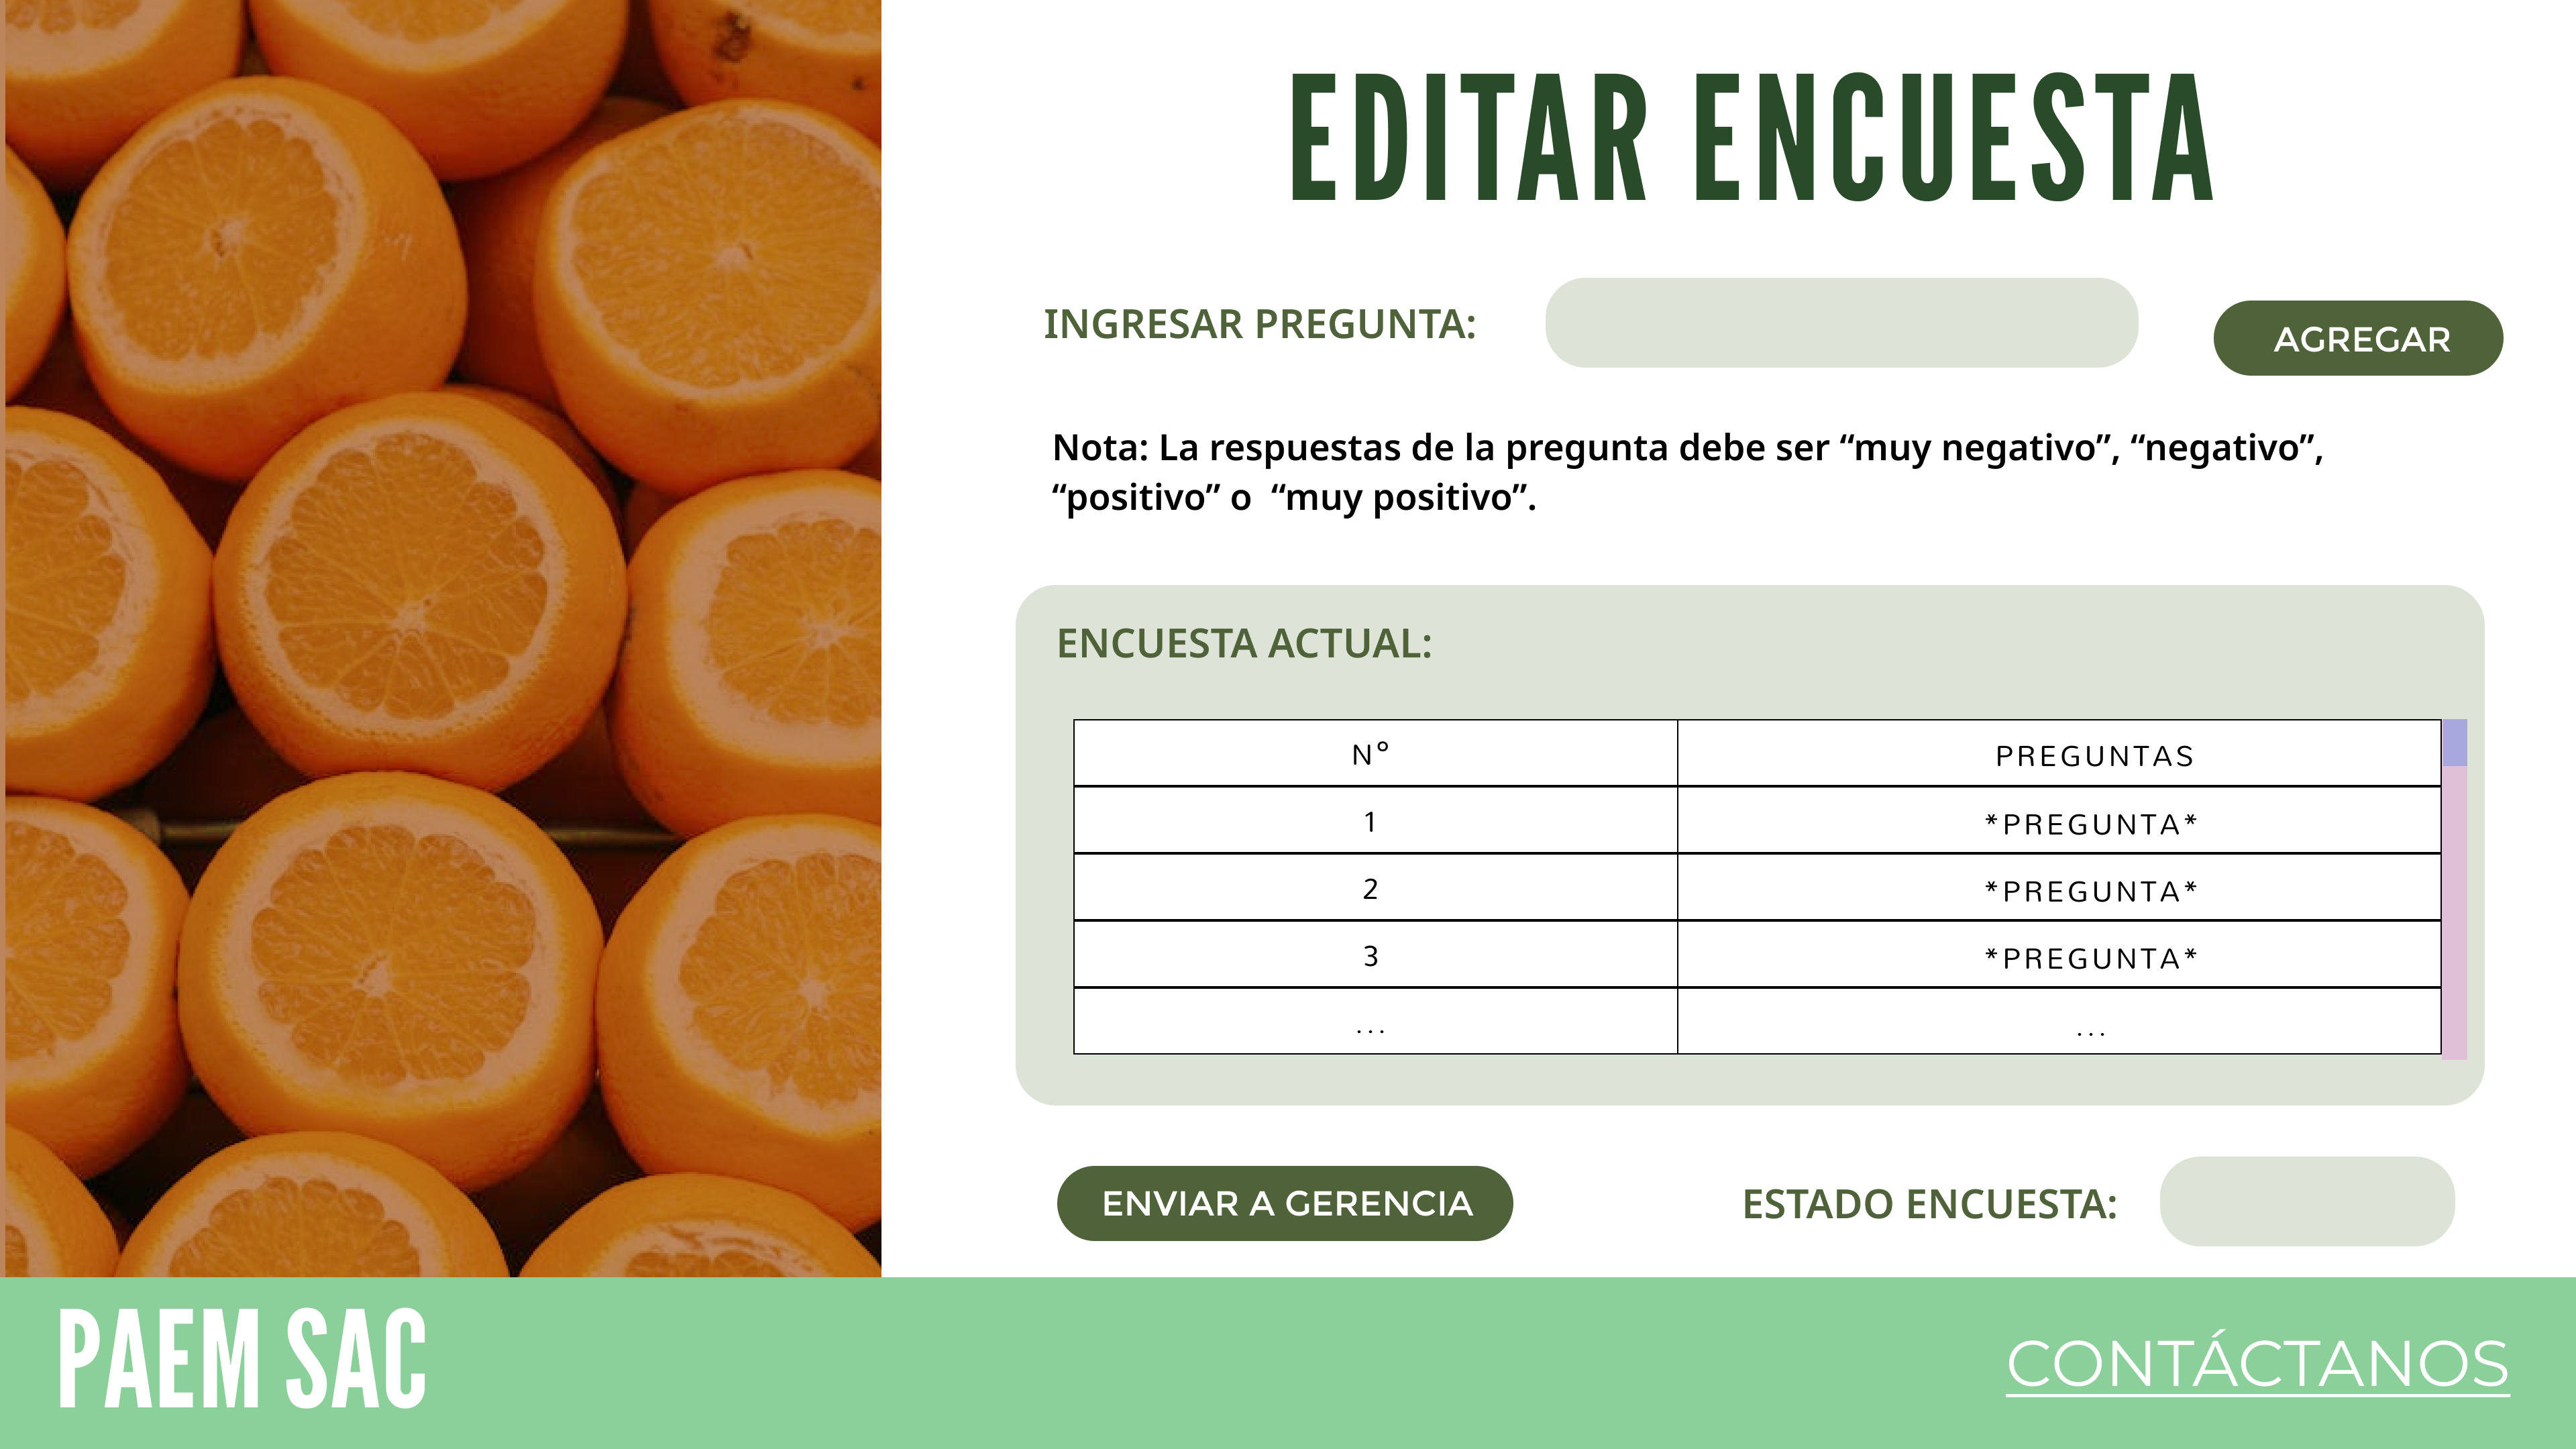 EDITAR ENCUESTA
INGRESAR PREGUNTA:
AGREGAR
Nota: La respuestas de la pregunta debe ser “muy negativo”, “negativo”,
“positivo” o “muy positivo”.
ENCUESTA ACTUAL:
N° PREGUNTAS
1 *PREGUNTA*
2 *PREGUNTA*
3 *PREGUNTA*
... ...
ENVIAR A GERENCIA
ESTADO ENCUESTA:
PAEM SAC
CONTÁCTANOS